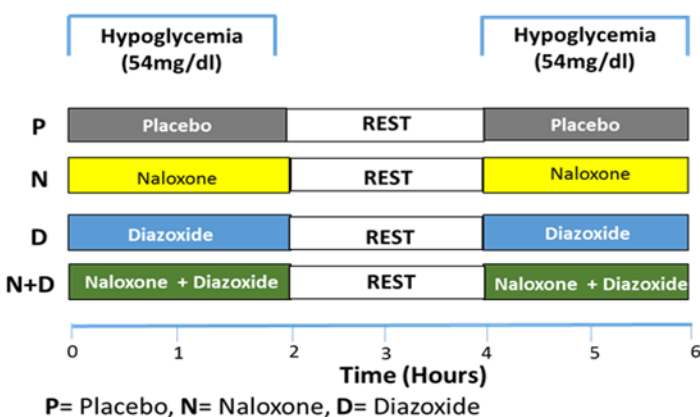 Hypoglycemia Hypoglycemia
(54mg/dl) (54mg/dl)
P Placebo REST Placebo
N Naloxone REST Naloxone
D Diazoxide REST Diazoxide
N+D Naloxone + Diazoxide REST Naloxone + Diazoxide
0 1 2 3 4 5 6
Time (Hours)
P= Placebo, N= Naloxone, D= Diazoxide